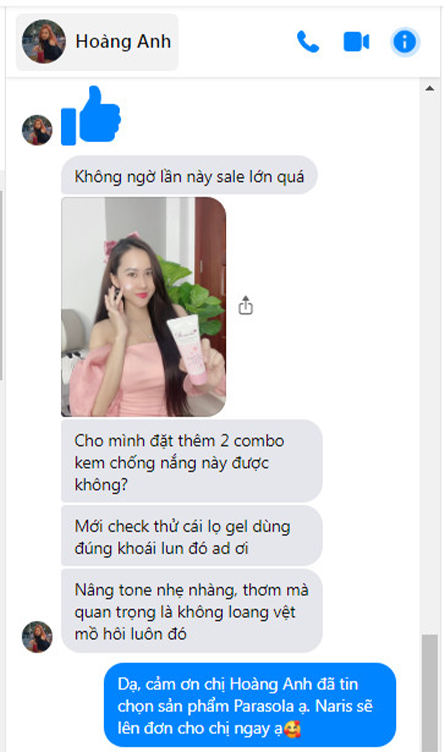 Hoàng Anh
Không ngờ lần này sale lớn quá
Cho mình đặt thêm 2 combo
kem chống nắng này được
không?
Mới check thử cái lọ gel dùng
đúng khoái lun đó ad ơi
Nâng tone nhẹ nhàng, thơm mà
quan trọng là không loang vệt
mồ hôi luôn đó
Dạ, cảm ơn chị Hoàng Anh đã tin
chọn sản phẩm Parasola ạ. Naris sẽ
lên đơn cho chị ngay ạ🥰